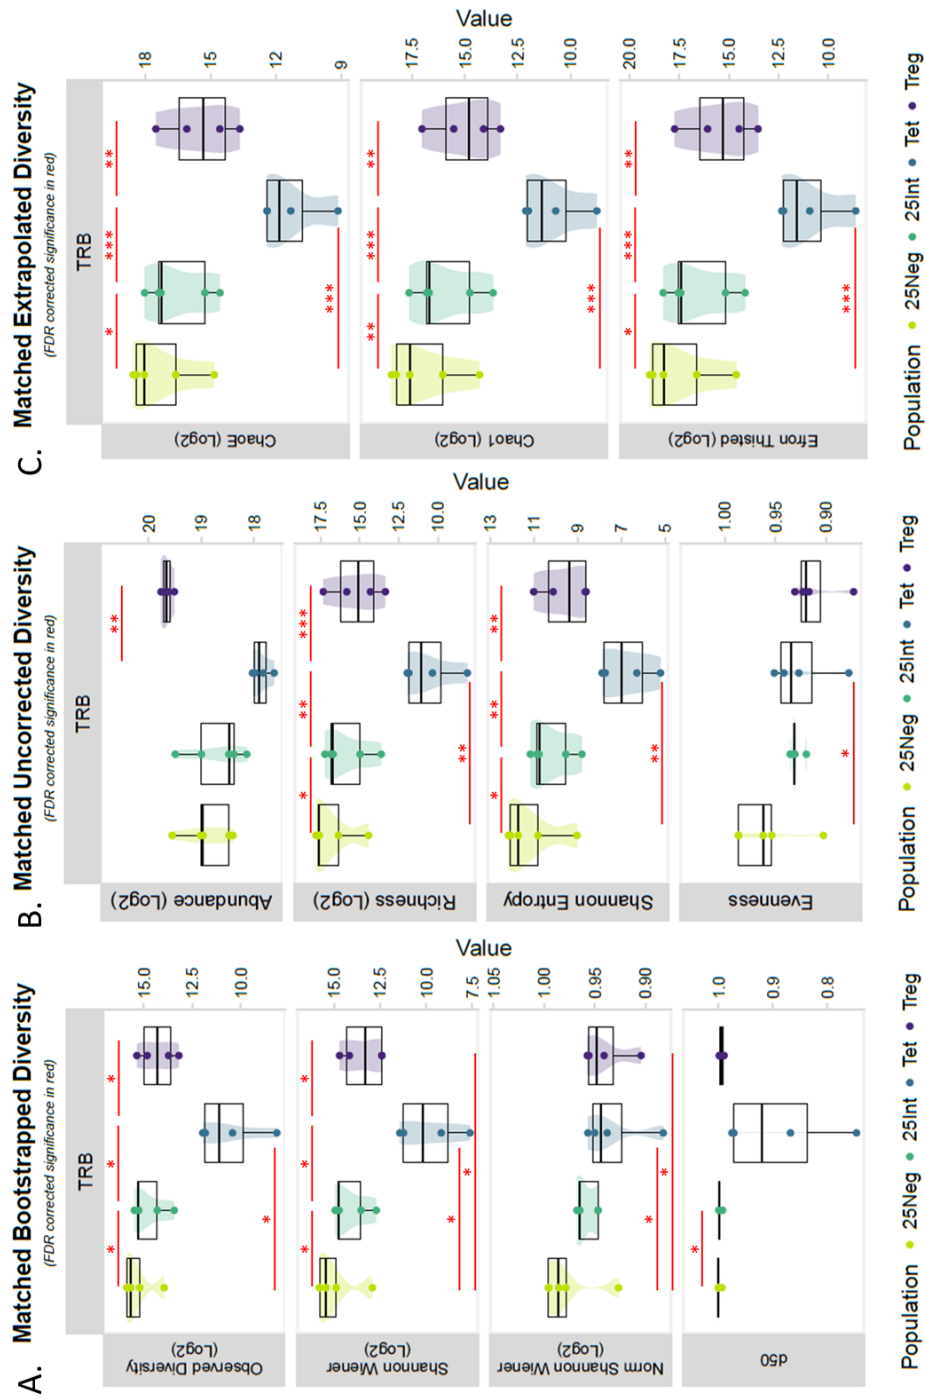 A. Matched Bootstrapped Diversity
(FDR corrected significance in red)
TRB
Observed Diversity
(Log2)
15.0
12.5
10.0
* * *
*
Shannon Wiener
(Log2)
15.0
12.5
10.0
7.5
* * *
*
*
Norm Shannon Wiener
(Log2)
1.05
1.00
0.95
0.90
*
*
d50
1.0
0.9
0.8
*
Value
Population 25Neg 25Int Tet Treg
B. Matched Uncorrected Diversity
(FDR corrected significance in red)
TRB
Abundance (Log2)
20
19
18
**
Richness (Log2)
17.5
15.0
12.5
10.0
* ** ***
**
Shannon Entropy
13
11
9
7
5
* ** **
**
Evenness
1.00
0.95
0.90
*
Value
Population 25Neg 25Int Tet Treg
C. Matched Extrapolated Diversity
(FDR corrected significance in red)
TRB
ChaoE (Log2)
18
15
12
9
* *** **
***
Chao1 (Log2)
17.5
15.0
12.5
10.0
** *** **
***
Efron Thisted (Log2)
20.0
17.5
15.0
12.5
10.0
* *** **
***
Value
Population 25Neg 25Int Tet Treg